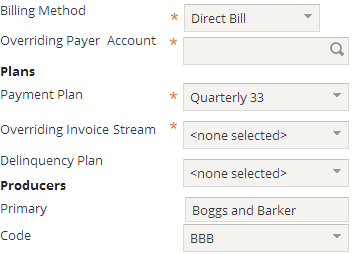 Billing Method * Direct Bill
Overriding Payer Account *
Plans
Payment Plan * Quarterly 33
Overriding Invoice Stream * <none selected>
Delinquency Plan <none selected>
Producers
Primary Boggs and Barker
Code BBB